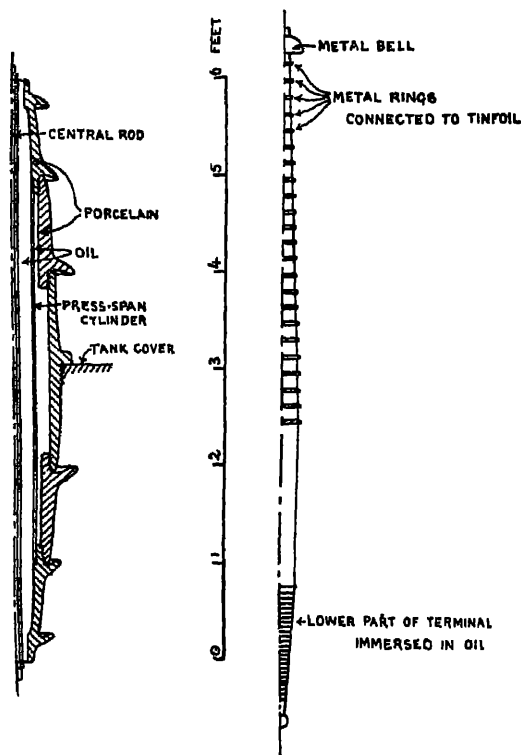 CENTRAL ROD
PORCELAIN
OIL
PRESS-SPAN
CYLINDER
TANK COVER
FEET
6
5
4
3
2
1
0
METAL BELL
METAL RINGS
CONNECTED TO TINFOIL
LOWER PART OF TERMINAL
IMMERSED IN OIL